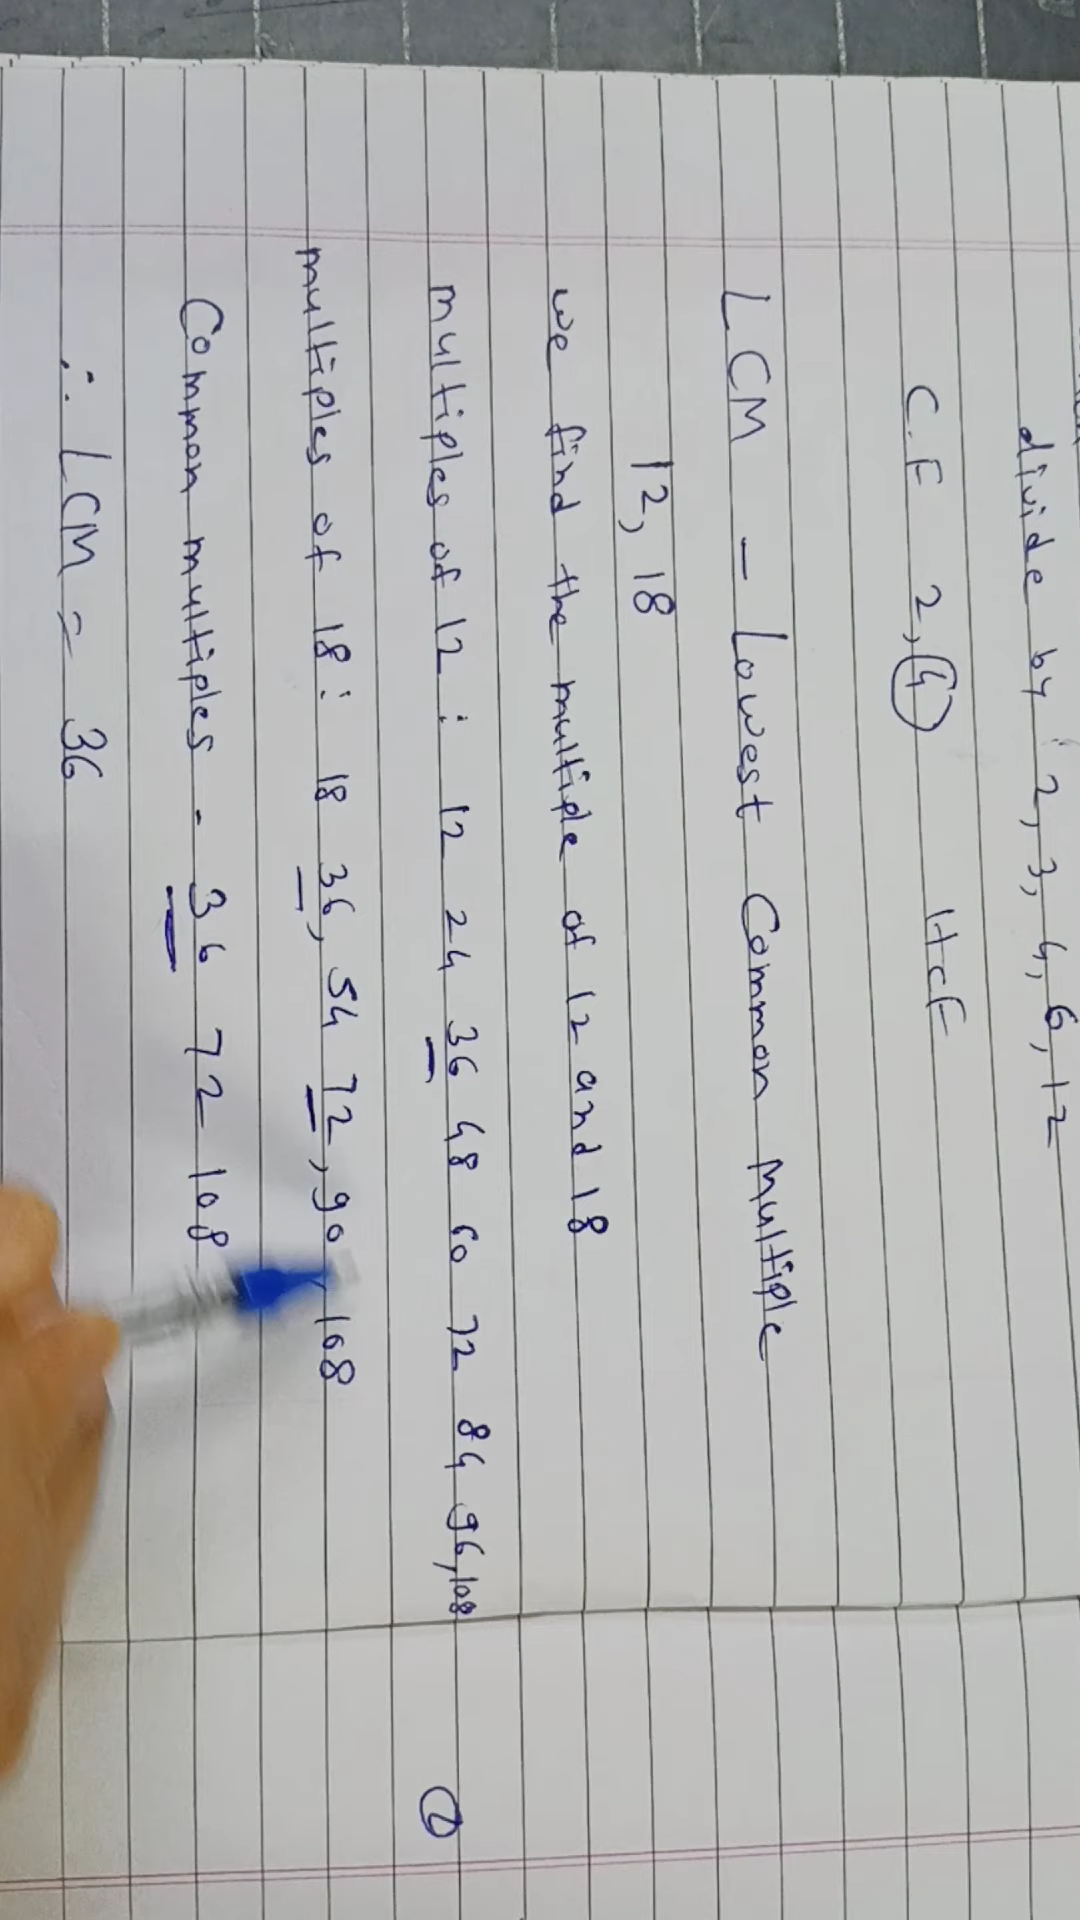 divide by 2, 3, 4, 6, 12
C.F 2, 4 HCF
LCM - Lowest Common Multiple
12, 18
we find the multiple of 12 and 18
multiples of 12 : 12 24 36 48 60 72 84 96, 108
multiples of 18 : 18 36, 54 72, 90, 108
Common multiples - 36 72 108
∴ LCM = 36